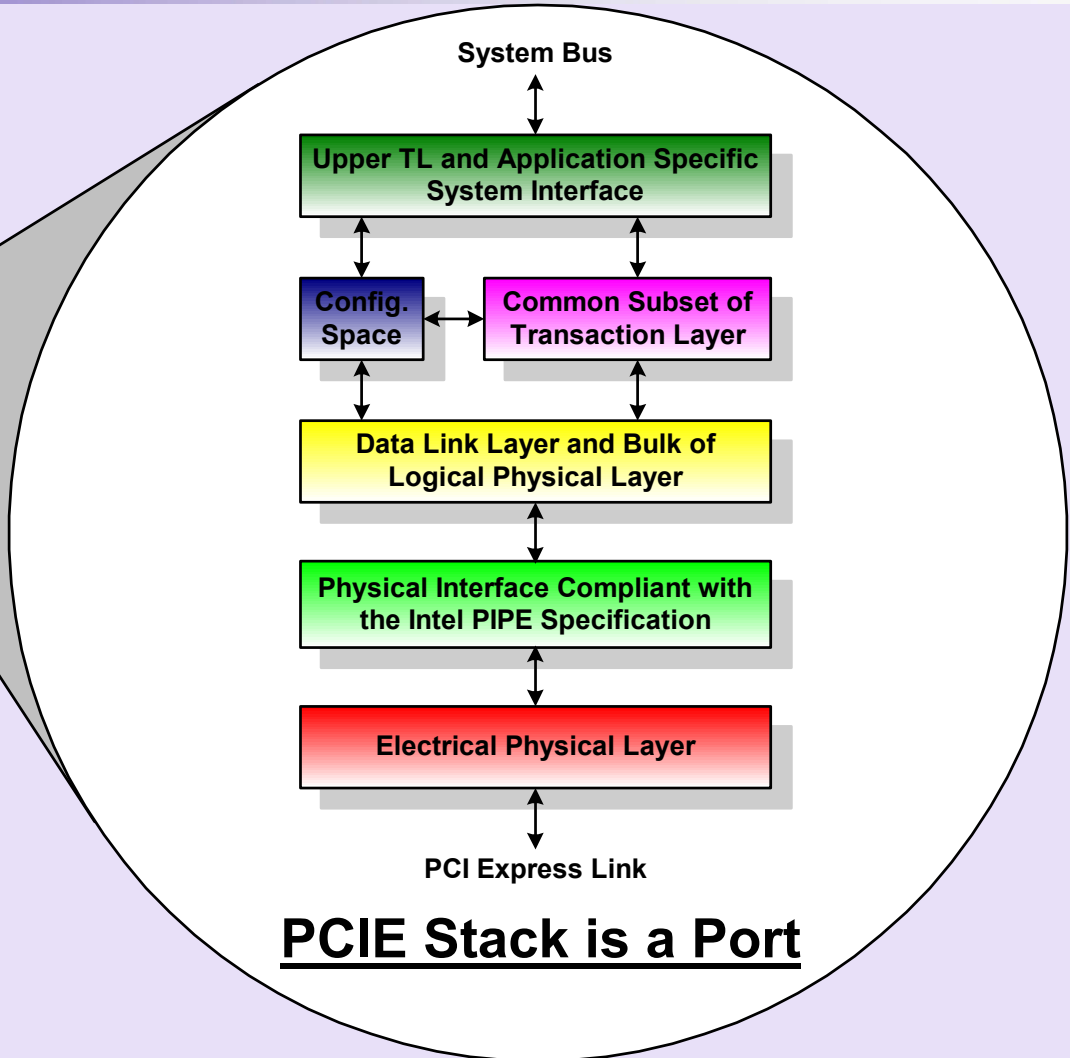 System Bus
Upper TL and Application Specific
System Interface
Config.
Space
Common Subset of
Transaction Layer
Data Link Layer and Bulk of
Logical Physical Layer
Physical Interface Compliant with
the Intel PIPE Specification
Electrical Physical Layer
PCI Express Link
PCIE Stack is a Port